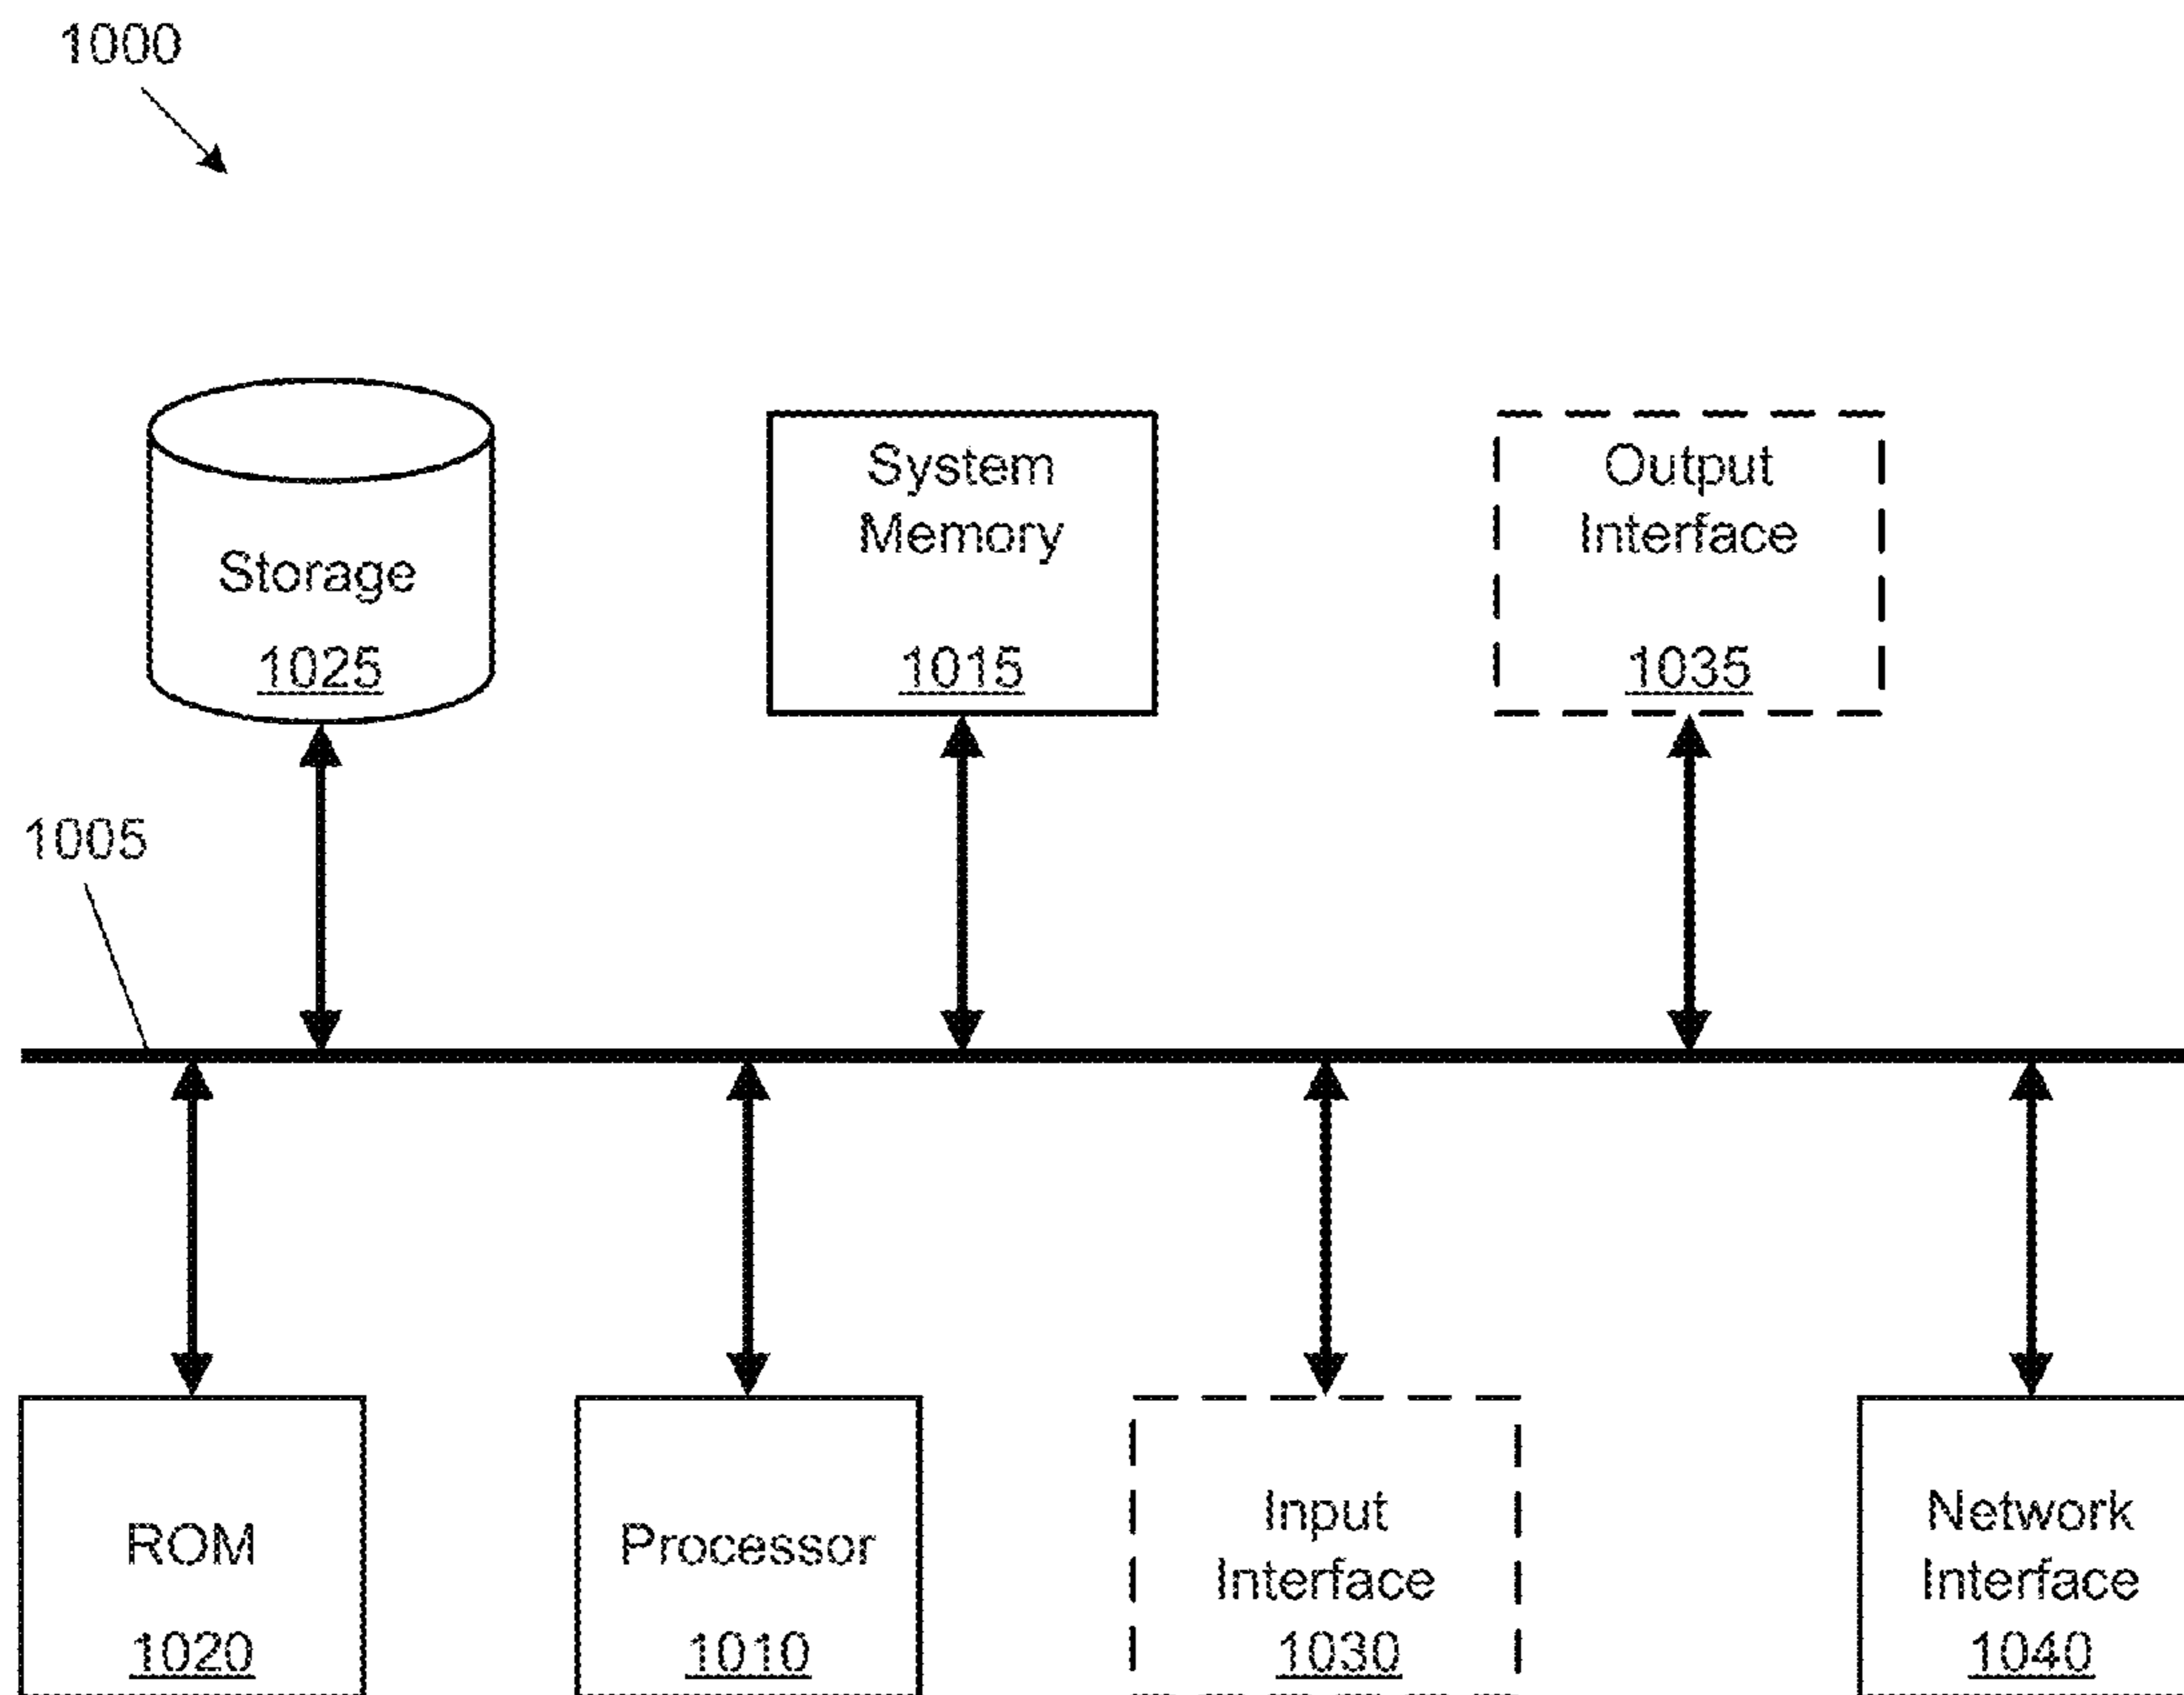 1000
Storage
1025
System
Memory
1015
Output
Interface
1035
1005
ROM
1020
Processor
1010
Input
Interface
1030
Network
Interface
1040